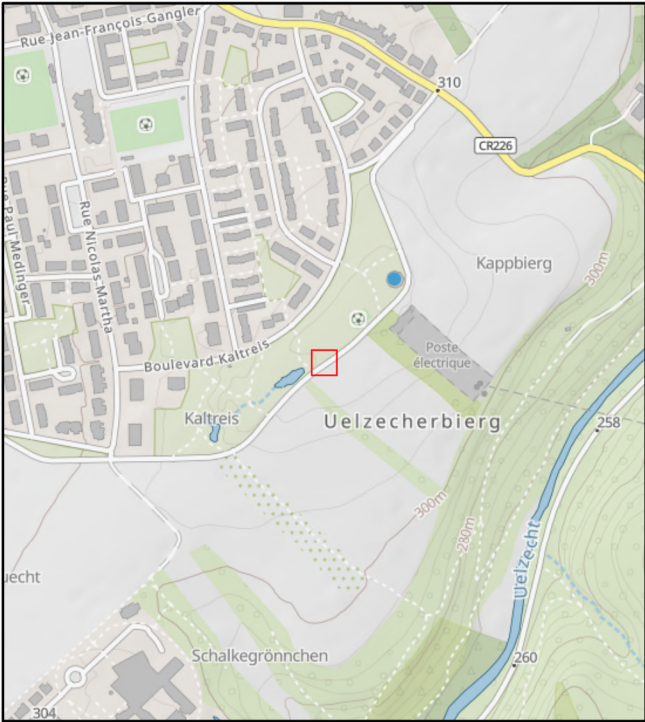 Rue Jean-François Gangler
310
CR226
Rue Paul Medinger
Rue Nicolas Martha
Kappbierg
300m
Poste
électrique
Boulevard Kaltreis
Kaltreis
Uelzecherbierg
258
300m
280m
Uelzecht
uecht
Schalkegrönnchen
260
304